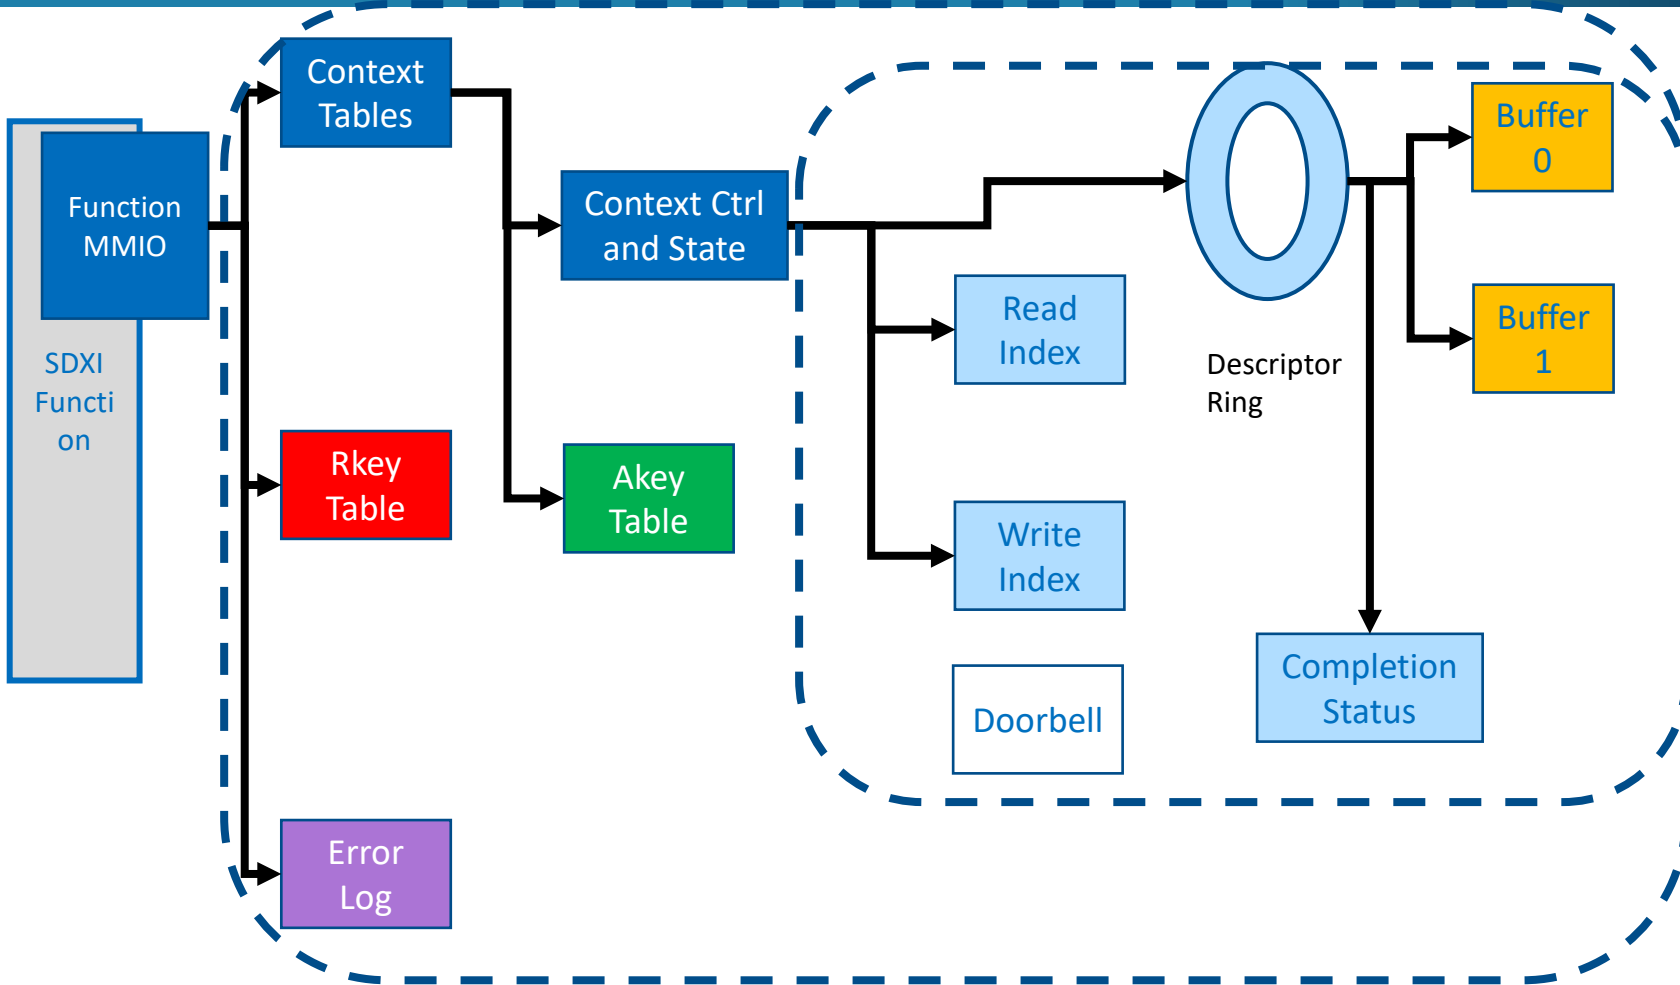 Context
Tables
Function
MMIO
SDXI
Functi
on
Rkey
Table
Error
Log
Context Ctrl
and State
Akey
Table
Read
Index
Write
Index
Doorbell
Descriptor
Ring
Completion
Status
Buffer
0
Buffer
1